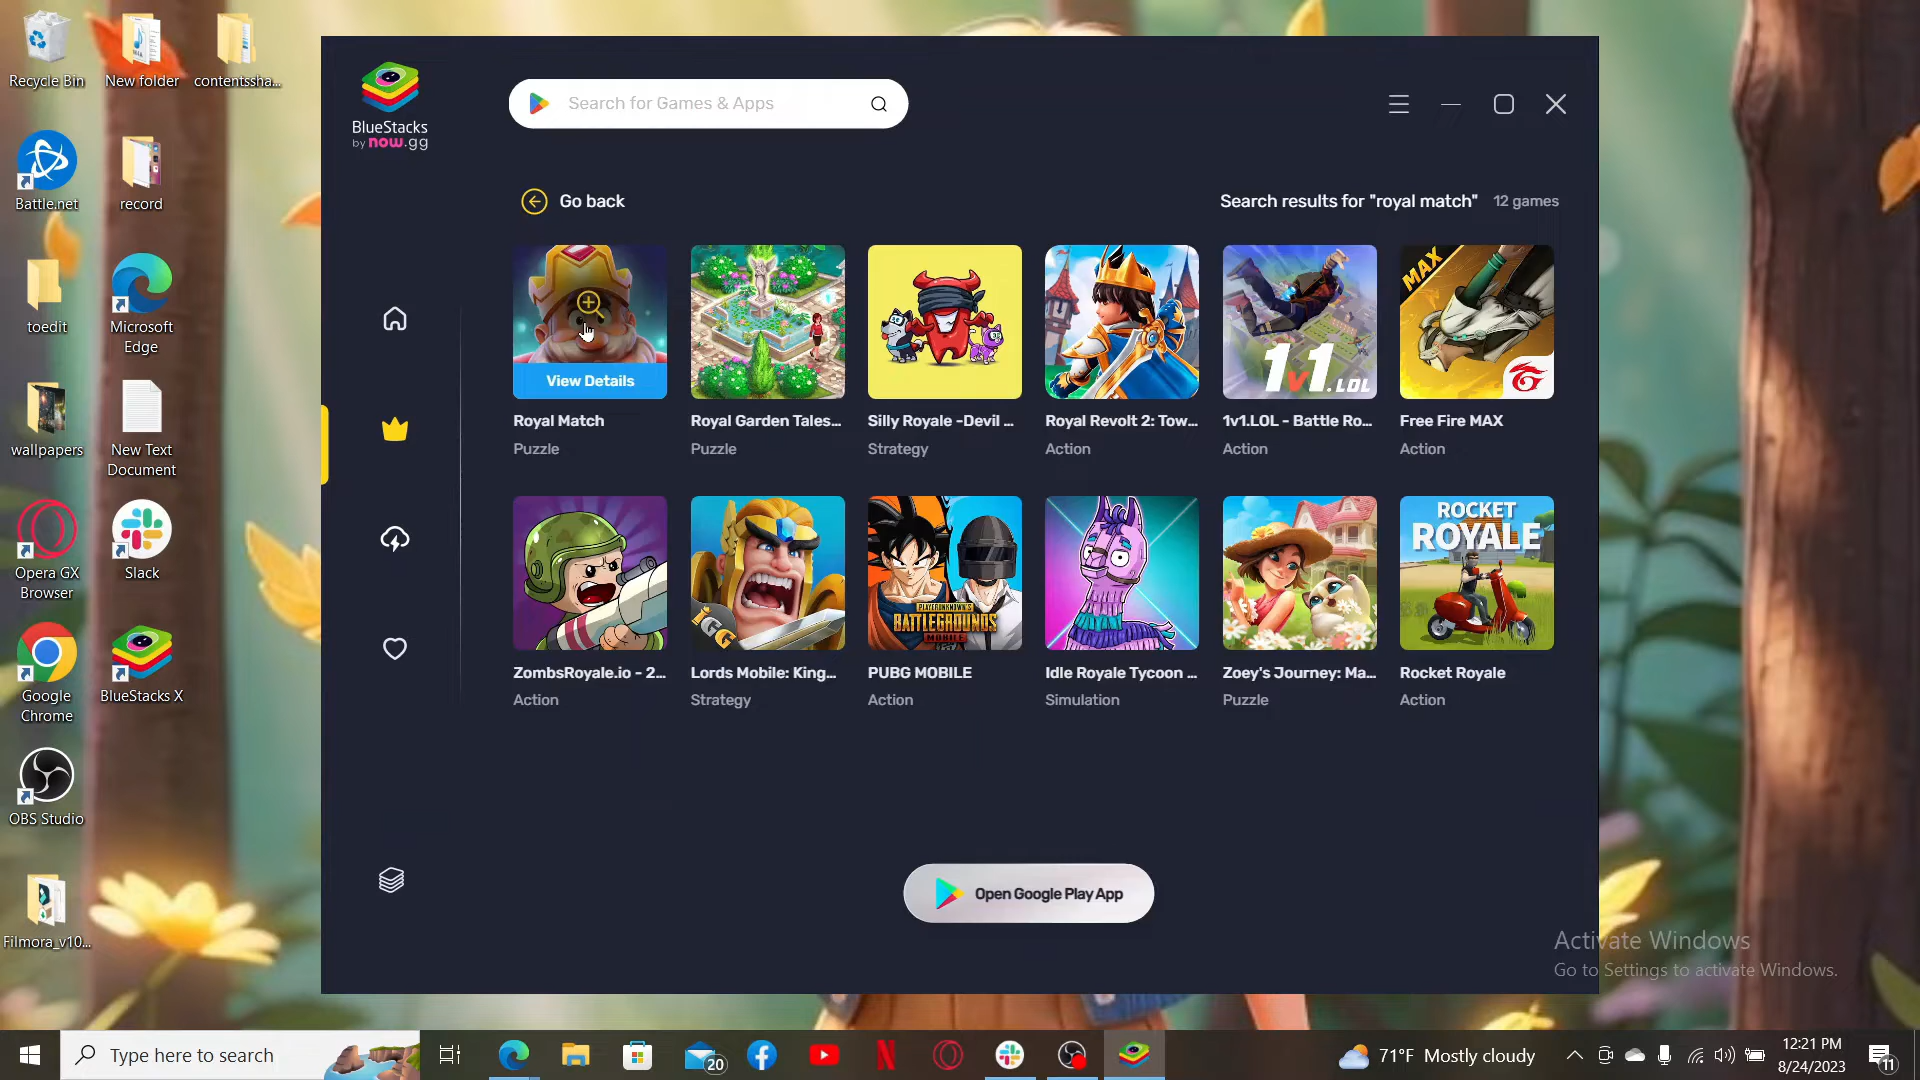 Recycle Bin
New folder
contentssha...
Battle.net
record
toedit
Microsoft
Edge
wallpapers
New Text
Document
Opera GX
Browser
Slack
Google
Chrome
BlueStacks X
OBS Studio
Filmora_v10...
BlueStacks
by now.gg
Search for Games & Apps
Go back
Search results for "royal match" 12 games
View Details
MAX
1v1.LOL
Royal Match
Puzzle
Royal Garden Tales...
Puzzle
Silly Royale -Devil ...
Strategy
Royal Revolt 2: Tow...
Action
1v1.LOL - Battle Ro...
Action
Free Fire MAX
Action
IGG
PLAYERUNKNOWN'S
BATTLEGROUNDS
MOBILE
ROCKET
ROYALE
ZombsRoyale.io - 2...
Action
Lords Mobile: King...
Strategy
PUBG MOBILE
Action
Idle Royale Tycoon ...
Simulation
Zoey's Journey: Ma...
Puzzle
Rocket Royale
Action
Open Google Play App
Activate Windows
Go to Settings to activate Windows.
Type here to search
20
71°F Mostly cloudy
12:21 PM
8/24/2023
11